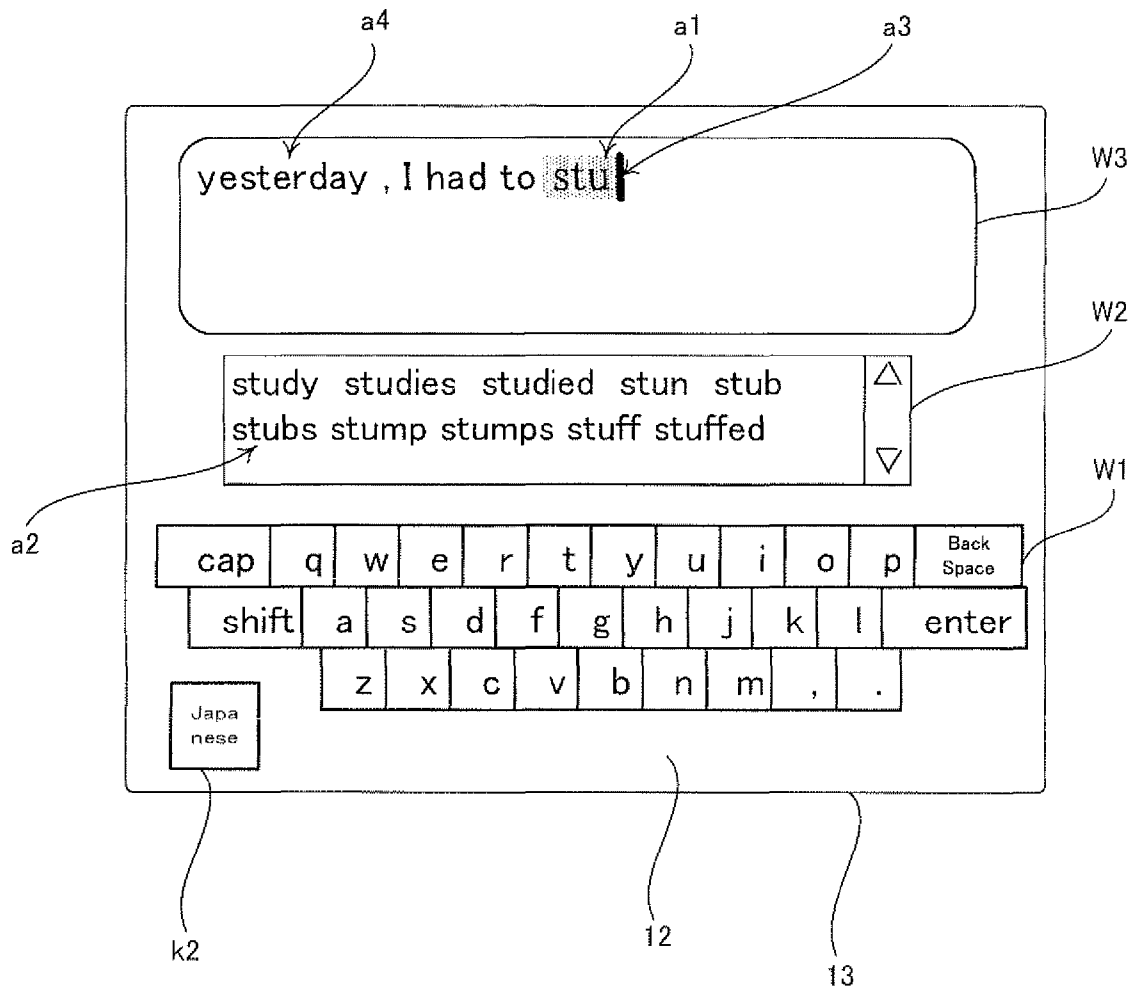 a4 a1 a3
yesterday , I had to stu
W3
W2
study studies studied stun stub
stubs stump stumps stuff stuffed
a2
W1
cap q w e r t y u i o p Back Space
shift a s d f g h j k l enter
z x c v b n m , .
Japa
nese
k2
12
13